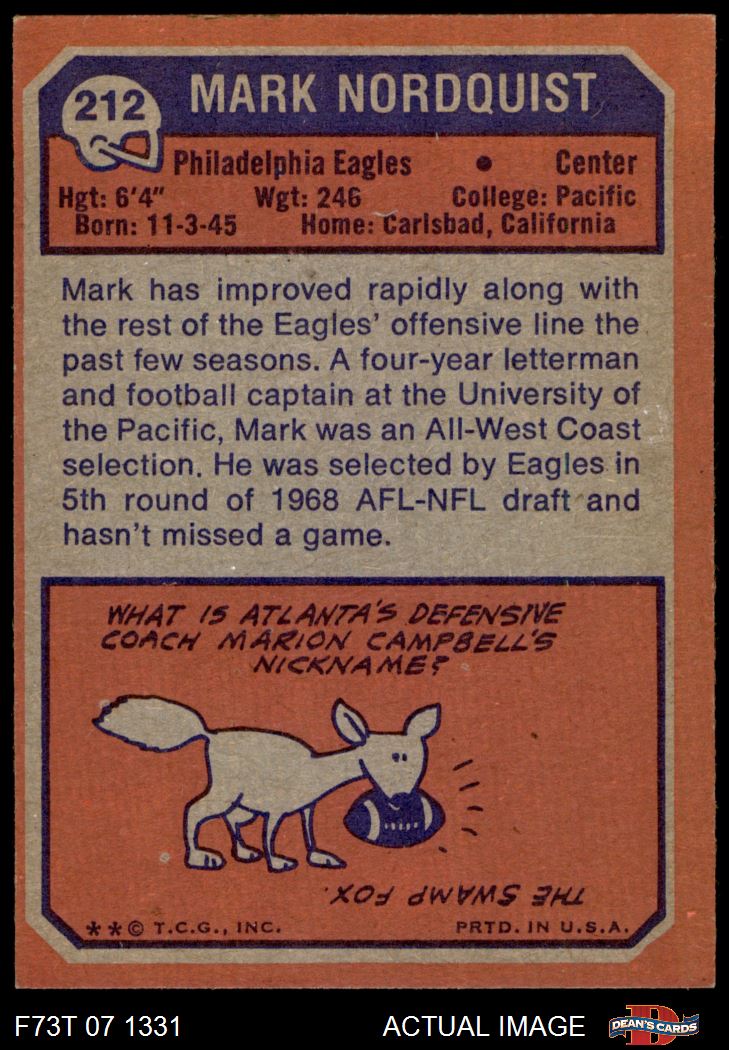 212
MARK NORDQUIST
Philadelphia Eagles • Center
Hgt: 6'4" Wgt: 246 College: Pacific
Born: 11-3-45 Home: Carlsbad, California
Mark has improved rapidly along with
the rest of the Eagles' offensive line the
past few seasons. A four-year letterman
and football captain at the University of
the Pacific, Mark was an All-West Coast
selection. He was selected by Eagles in
5th round of 1968 AFL-NFL draft and
hasn't missed a game.
WHAT IS ATLANTA'S DEFENSIVE
COACH MARION CAMPBELL'S
NICKNAME?
THE SWAMP FOX.
**© T.C.G., INC. PRTD. IN U.S.A.
F73T 07 1331 ACTUAL IMAGE DEAN'S CARDS